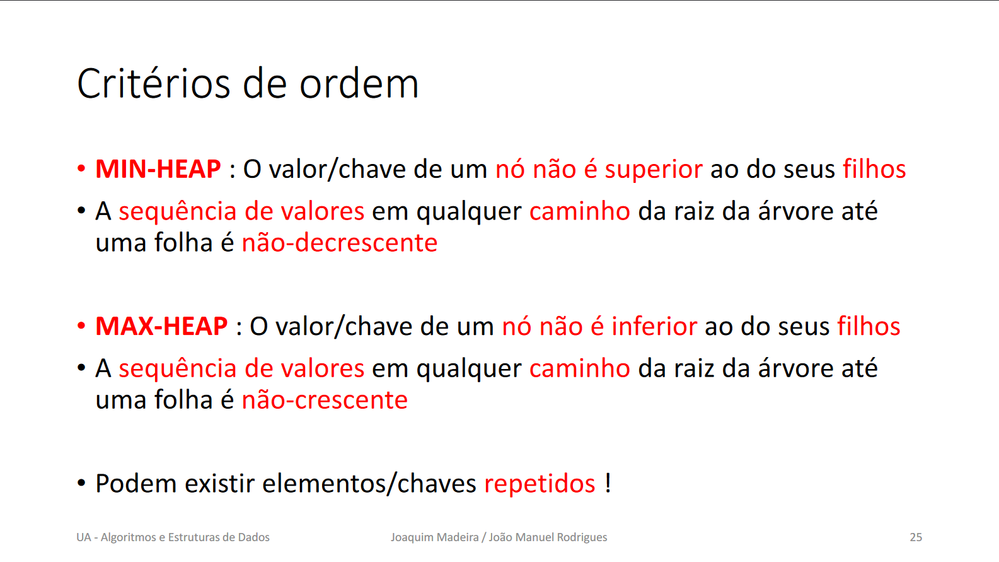 Critérios de ordem
• MIN-HEAP : O valor/chave de um nó não é superior ao do seus filhos
• A sequência de valores em qualquer caminho da raiz da árvore até
uma folha é não-decrescente
• MAX-HEAP : O valor/chave de um nó não é inferior ao do seus filhos
• A sequência de valores em qualquer caminho da raiz da árvore até
uma folha é não-crescente
• Podem existir elementos/chaves repetidos !
UA - Algoritmos e Estruturas de Dados
Joaquim Madeira / João Manuel Rodrigues
25